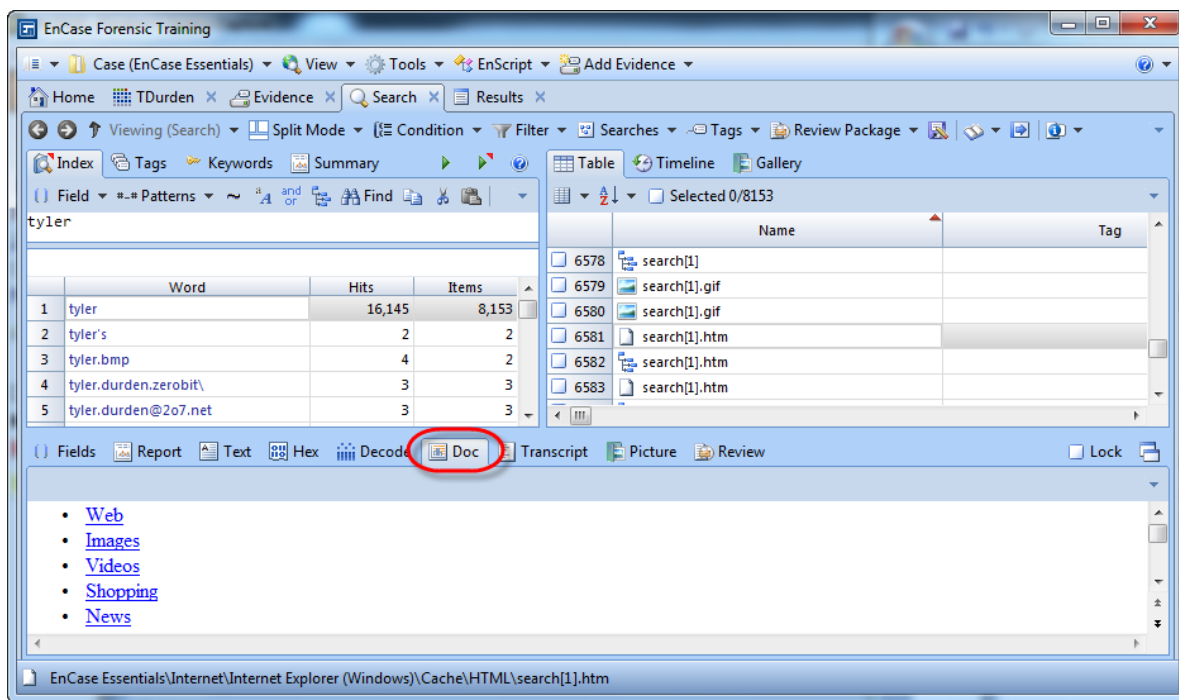 EnCase Forensic Training
Case (EnCase Essentials) View Tools EnScript Add Evidence
Home TDurden Evidence Search Results
Viewing (Search) Split Mode Condition Filter Searches Tags Review Package
Index Tags Keywords Summary
Field #-# Patterns ~ and or Find
tyler
Word Hits Items
1 tyler 16,145 8,153
2 tyler's 2 2
3 tyler.bmp 4 2
4 tyler.durden.zerobit\ 3 3
5 tyler.durden@2o7.net 3 3
Table Timeline Gallery
Selected 0/8153
Name Tag
6578 search[1]
6579 search[1].gif
6580 search[1].gif
6581 search[1].htm
6582 search[1].htm
6583 search[1].htm
Fields Report Text Hex Decode Doc Transcript Picture Review Lock
• Web
• Images
• Videos
• Shopping
• News
EnCase Essentials\Internet\Internet Explorer (Windows)\Cache\HTML\search[1].htm